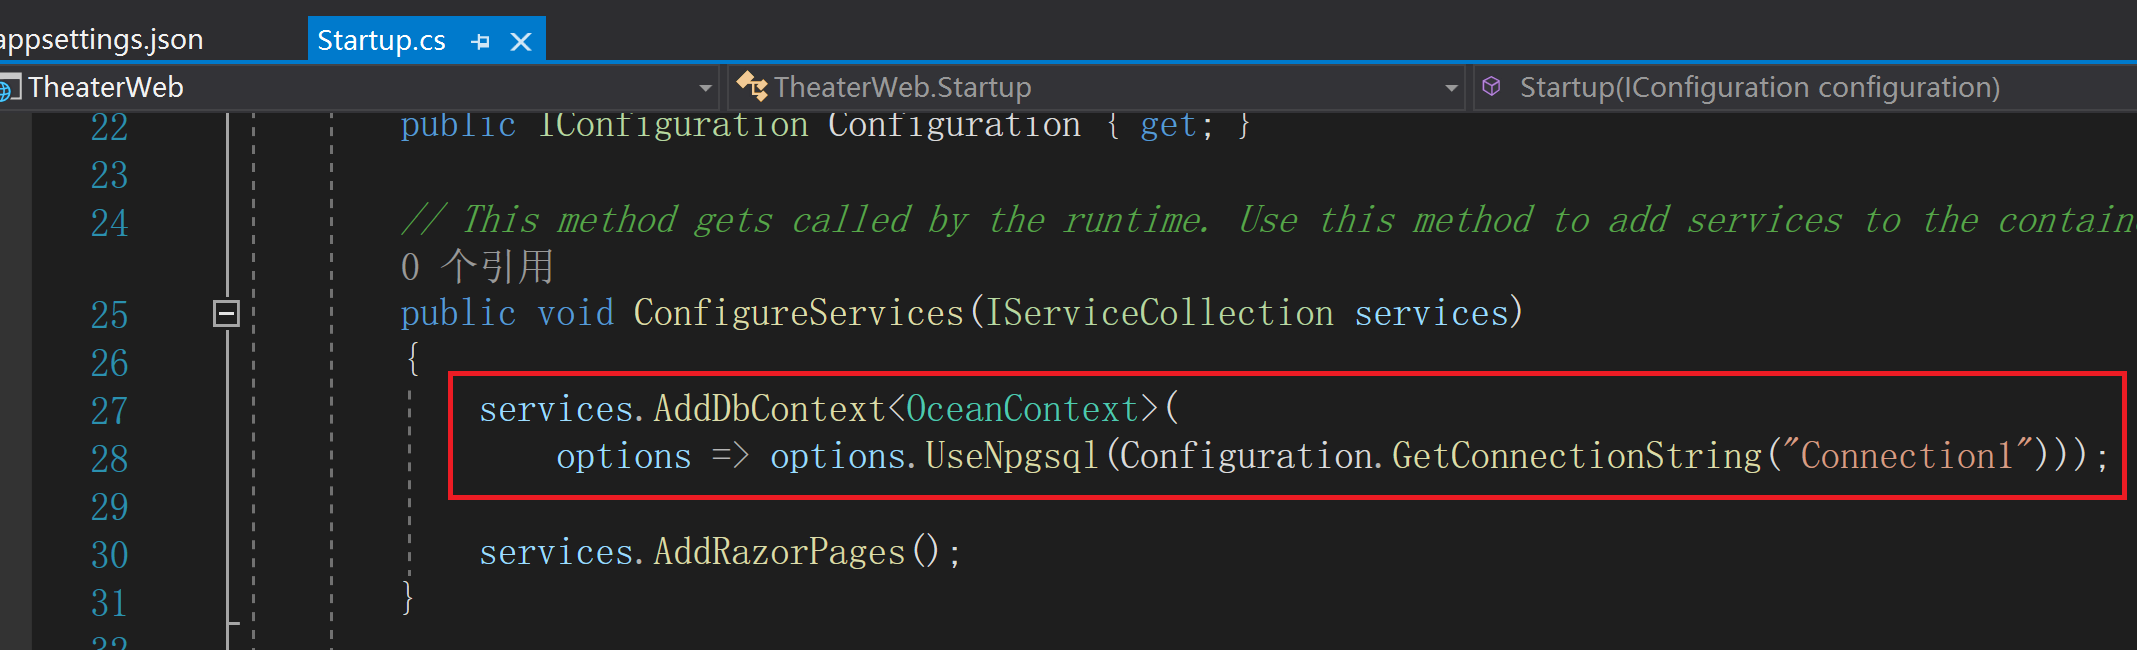 appsettings.json Startup.cs
TheaterWeb TheaterWeb.Startup Startup(IConfiguration configuration)
22 public IConfiguration Configuration { get; }
23
24 // This method gets called by the runtime. Use this method to add services to the contain
0 个引用
25 public void ConfigureServices(IServiceCollection services)
26 {
27 services.AddDbContext<OceanContext>(
28 options => options.UseNpgsql(Configuration.GetConnectionString("Connection1")));
29
30 services.AddRazorPages();
31 }
32